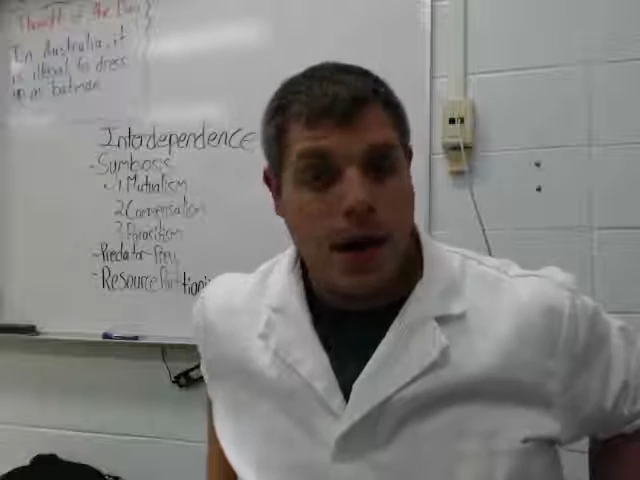 Thought of the Day
In Australia, it
is illegal to dress
up as batman
Interdependence
- Symbosis
✓1. Mutualism
2. Commensalism
3. Parasitism
- Predator-Prey
- Resource Partitioning